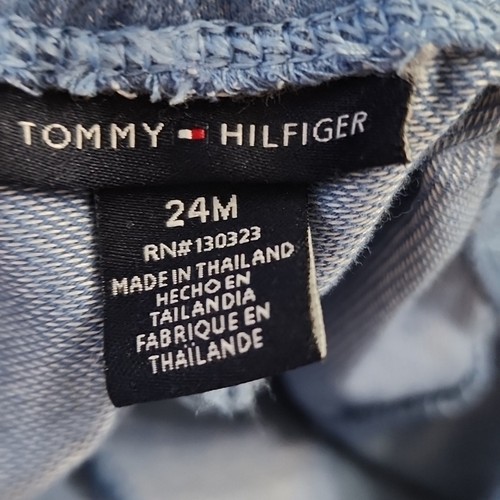 TOMMY HILFIGER
24M
RN#130323
MADE IN THAILAND
HECHO EN
TAILANDIA
FABRIQUE EN
THAÏLANDE